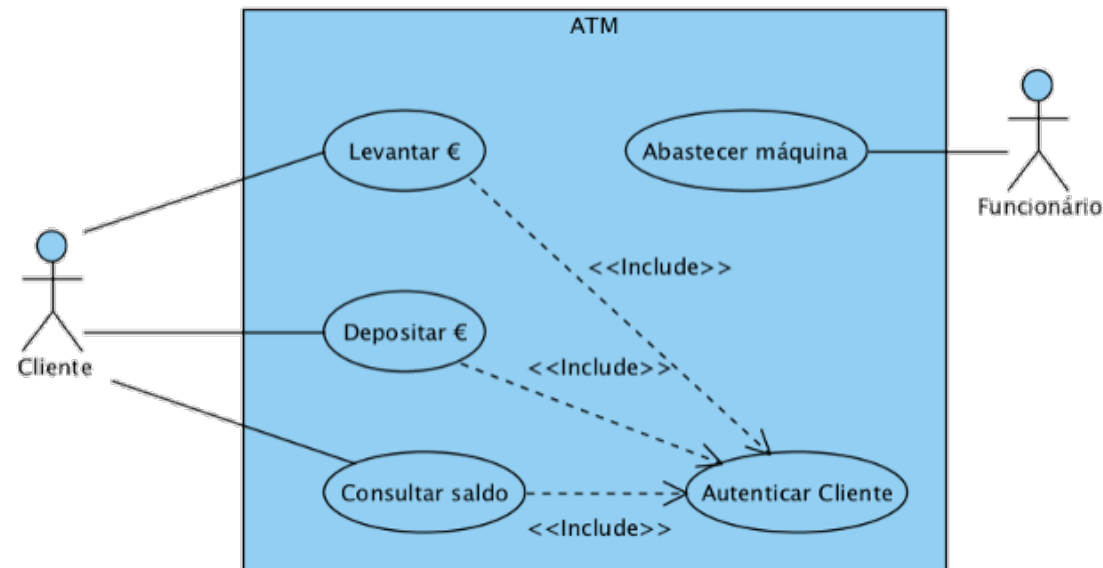 ATM
Levantar €
Abastecer máquina
Funcionário
<<Include>>
Depositar €
Cliente
<<Include>>
Consultar saldo
Autenticar Cliente
<<Include>>